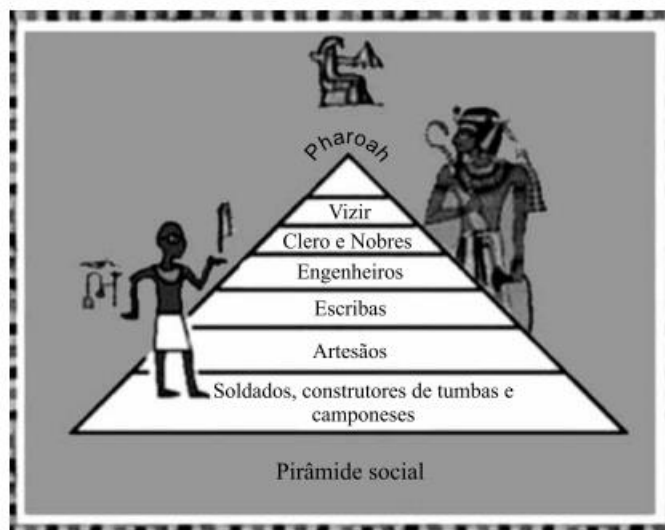 Pharoah
Vizir
Clero e Nobres
Engenheiros
Escribas
Artesãos
Soldados, construtores de tumbas e
camponeses
Pirâmide social